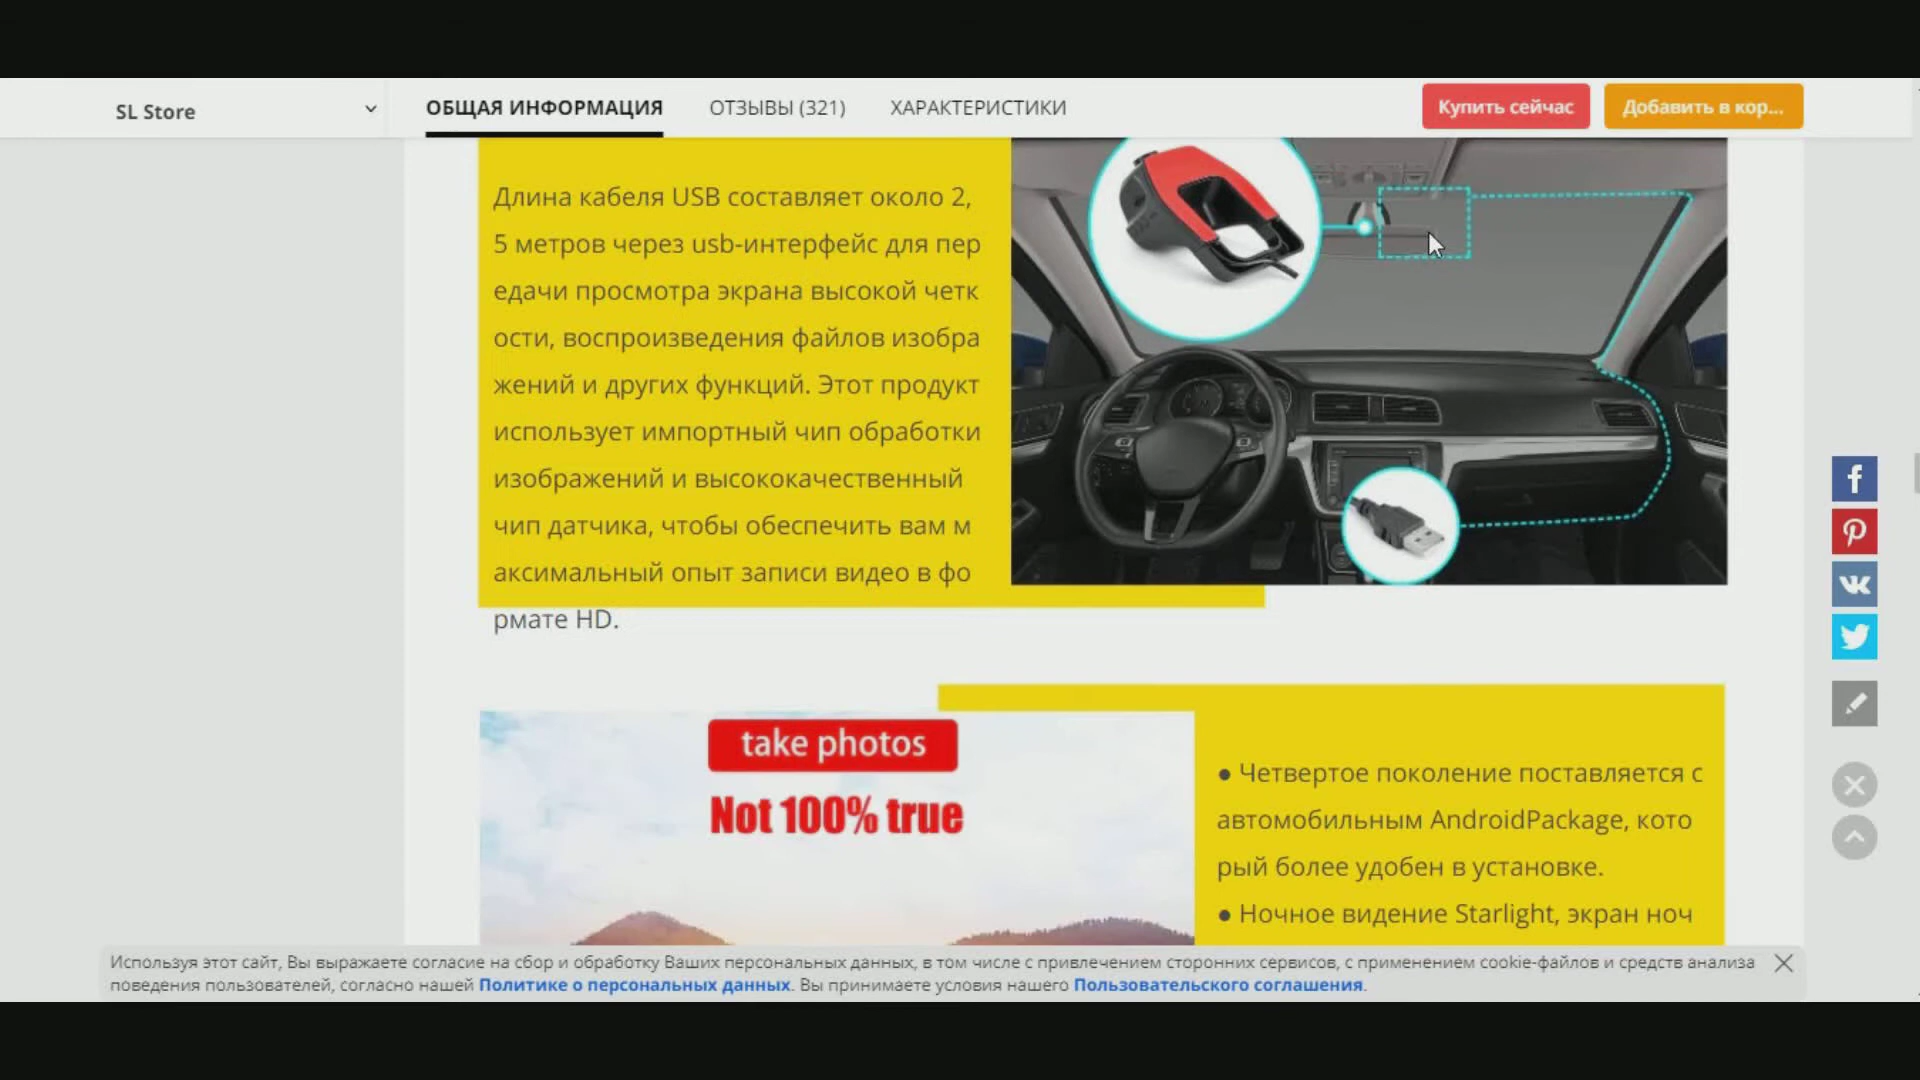 SL Store
ОБЩАЯ ИНФОРМАЦИЯ
ОТЗЫВЫ (321)
ХАРАКТЕРИСТИКИ
Купить сейчас
Добавить в кор...
Длина кабеля USB составляет около 2,
5 метров через usb-интерфейс для пер
едачи просмотра экрана высокой четк
ости, воспроизведения файлов изобра
жений и других функций. Этот продукт
использует импортный чип обработки
изображений и высококачественный
чип датчика, чтобы обеспечить вам м
аксимальный опыт записи видео в фо
рмате HD.
take photos
Not 100% true
● Четвертое поколение поставляется с
автомобильным AndroidPackage, кото
рый более удобен в установке.
● Ночное видение Starlight, экран ноч
Используя этот сайт, Вы выражаете согласие на сбор и обработку Ваших персональных данных, в том числе с привлечением сторонних сервисов, с применением cookie-файлов и средств анализа
поведения пользователей, согласно нашей Политике о персональных данных. Вы принимаете условия нашего Пользовательского соглашения.